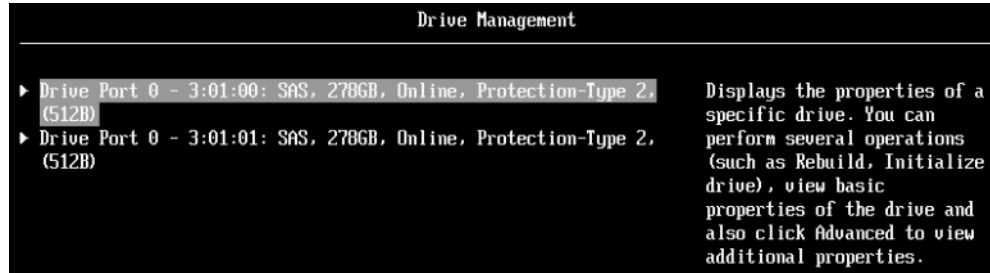 Drive Management
Drive Port 0 - 3:01:00: SAS, 278GB, Online, Protection-Type 2,
(512B)
Drive Port 0 - 3:01:01: SAS, 278GB, Online, Protection-Type 2,
(512B)
Displays the properties of a
specific drive. You can
perform several operations
(such as Rebuild, Initialize
drive), view basic
properties of the drive and
also click Advanced to view
additional properties.